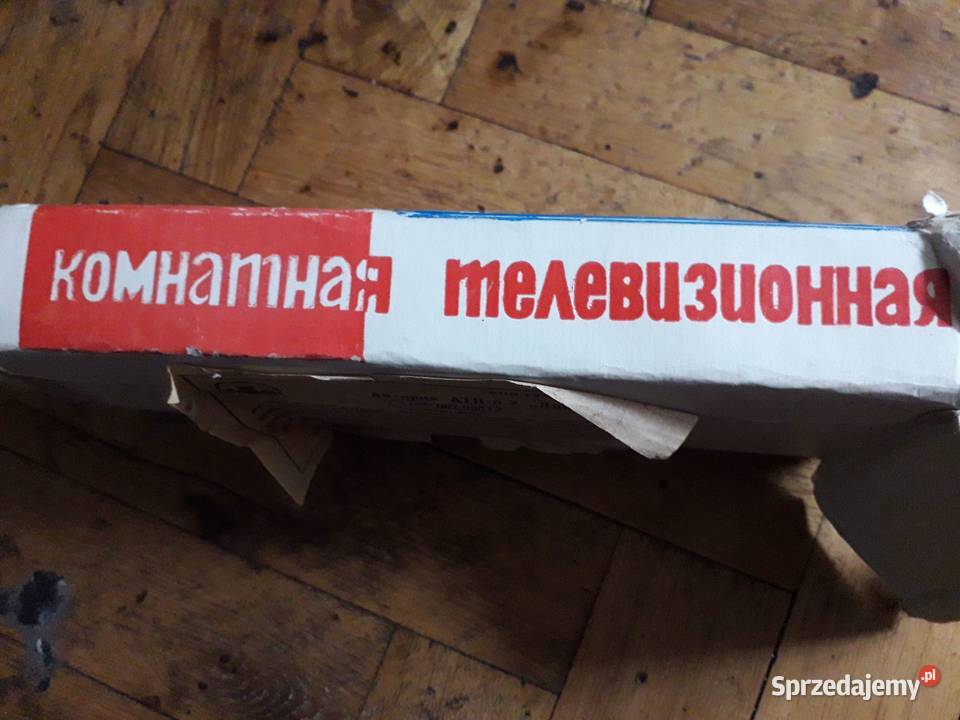 комнатная телевизионная
Sprzedajemy.pl